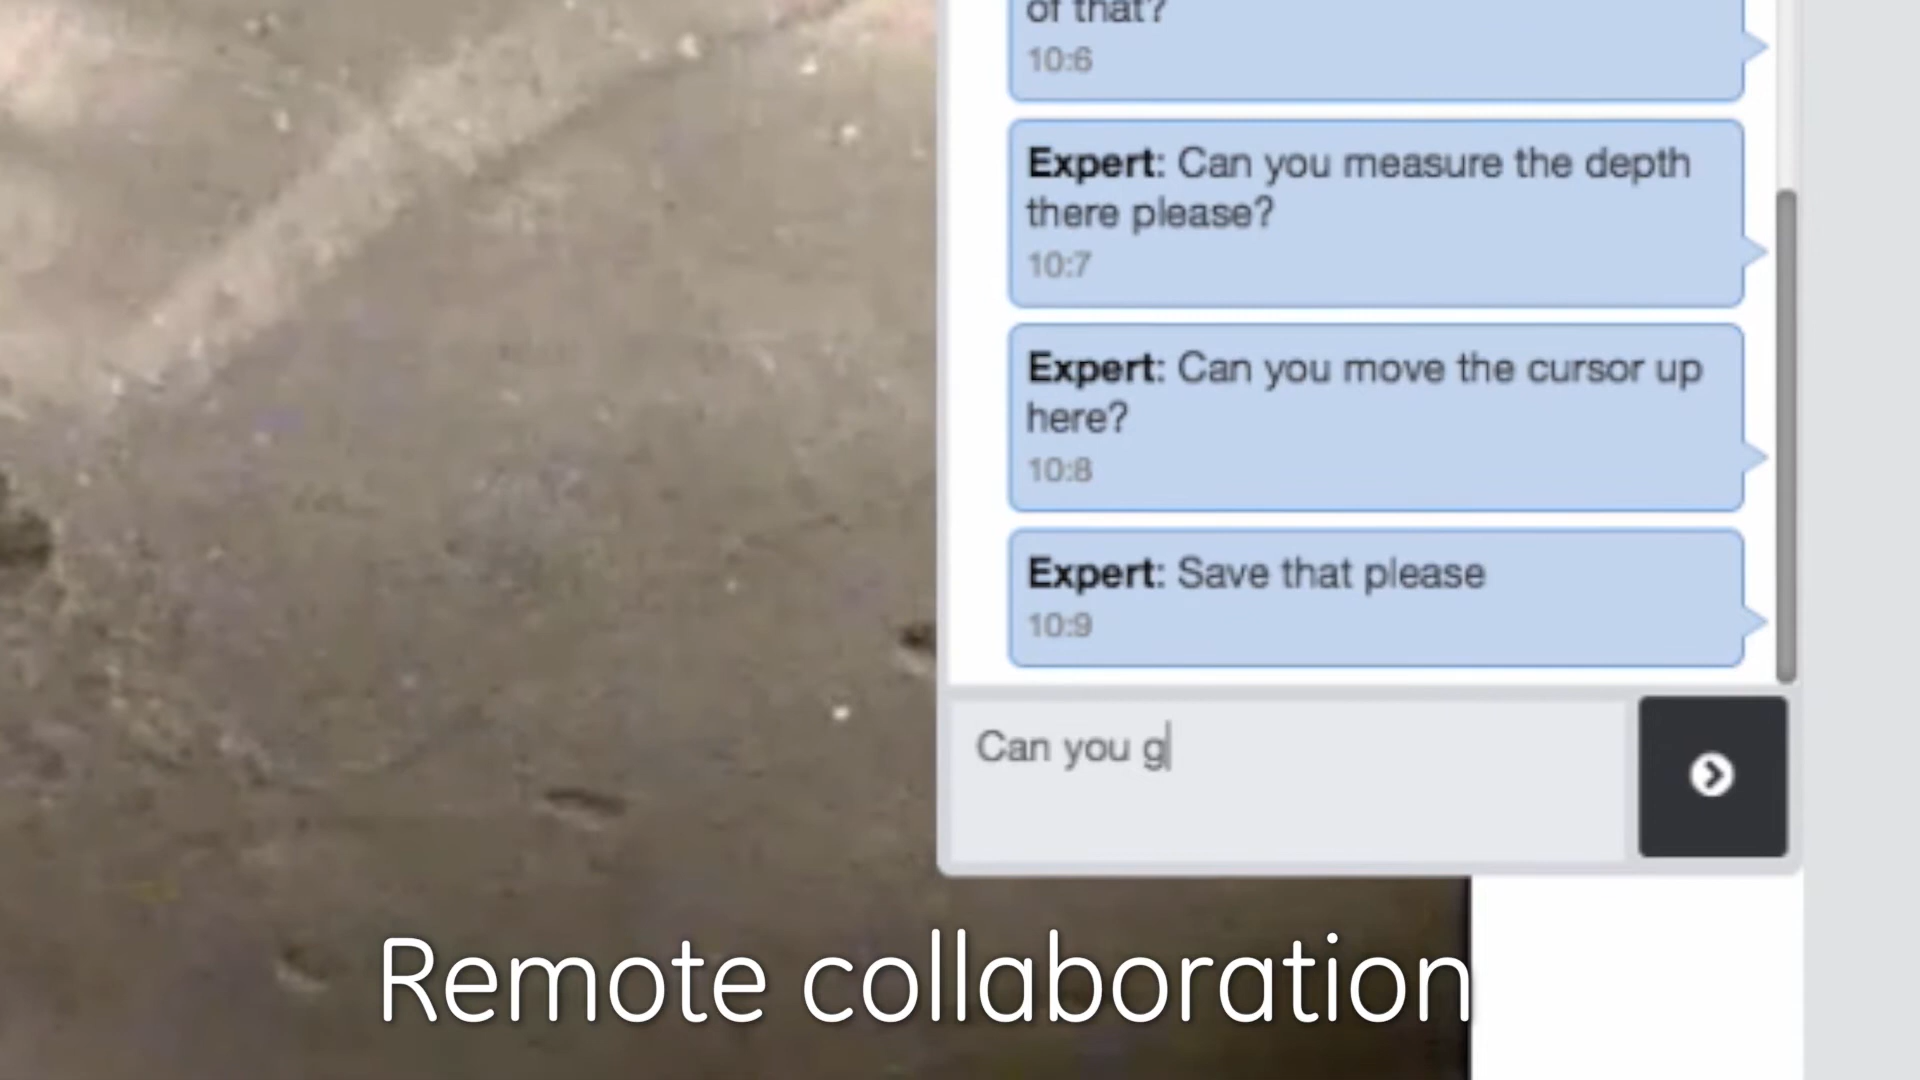 of that?
10:6
Expert: Can you measure the depth
there please?
10:7
Expert: Can you move the cursor up
here?
10:8
Expert: Save that please
10:9
Can you g
Remote collaboration